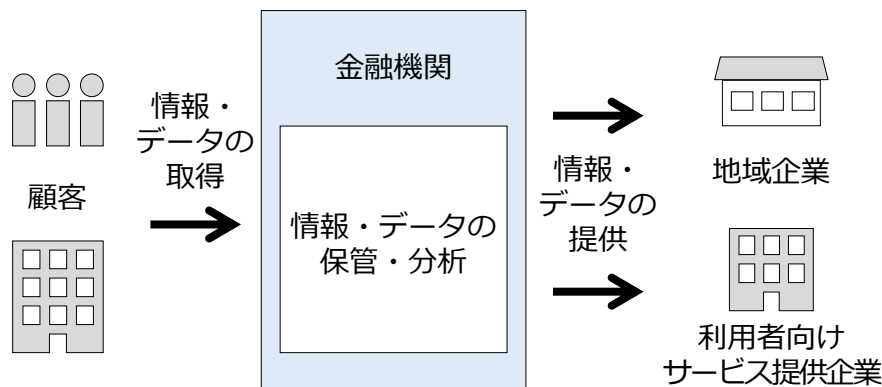 顧客
情報・
データの
取得
金融機関
情報・データの
保管・分析
情報・
データの
提供
地域企業
利用者向け
サービス提供企業